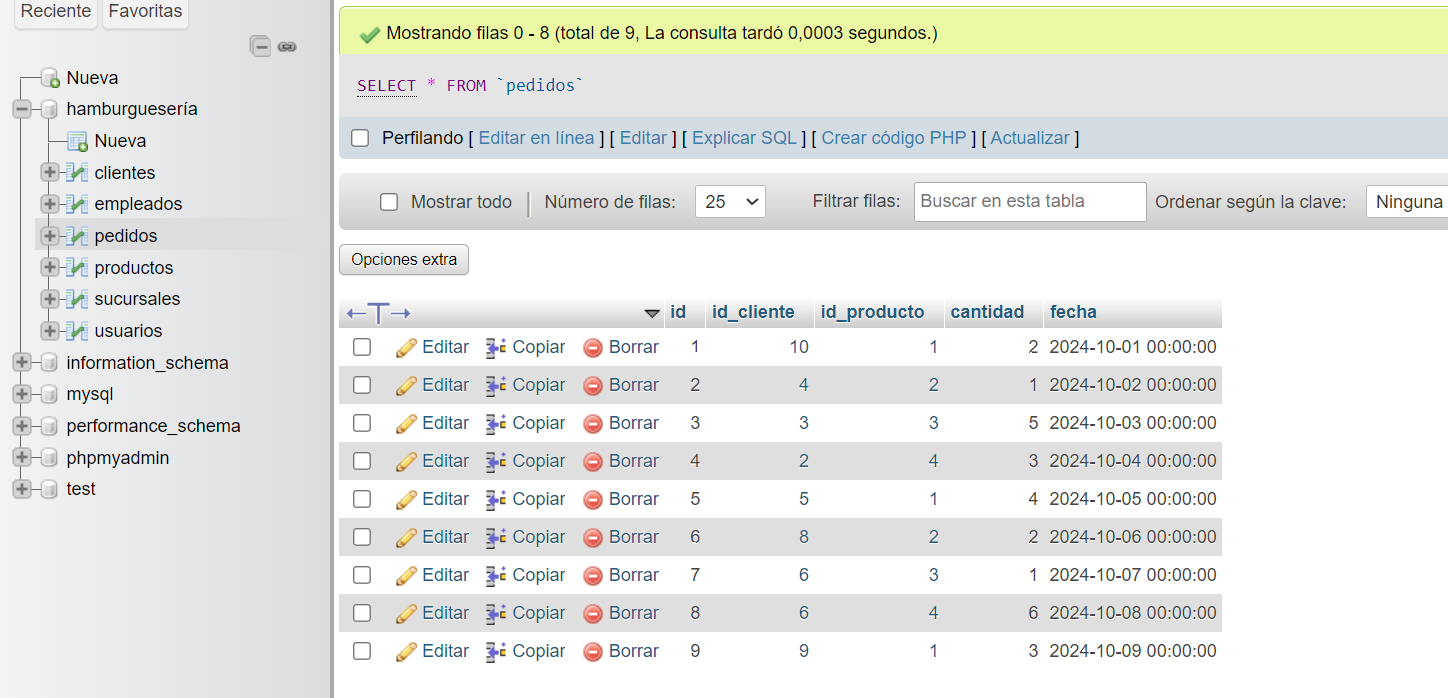 Reciente Favoritas
Nueva
hamburguesería
Nueva
clientes
empleados
pedidos
productos
sucursales
usuarios
information_schema
mysql
performance_schema
phpmyadmin
test
Mostrando filas 0 - 8 (total de 9, La consulta tardó 0,0003 segundos.)
SELECT * FROM `pedidos`
Perfilando [ Editar en línea ] [ Editar ] [ Explicar SQL ] [ Crear código PHP ] [ Actualizar ]
Mostrar todo | Número de filas: 25 Filtrar filas: Buscar en esta tabla Ordenar según la clave: Ninguna
Opciones extra
←T→ id id_cliente id_producto cantidad fecha
Editar Copiar Borrar 1 10 1 2 2024-10-01 00:00:00
Editar Copiar Borrar 2 4 2 1 2024-10-02 00:00:00
Editar Copiar Borrar 3 3 3 5 2024-10-03 00:00:00
Editar Copiar Borrar 4 2 4 3 2024-10-04 00:00:00
Editar Copiar Borrar 5 5 1 4 2024-10-05 00:00:00
Editar Copiar Borrar 6 8 2 2 2024-10-06 00:00:00
Editar Copiar Borrar 7 6 3 1 2024-10-07 00:00:00
Editar Copiar Borrar 8 6 4 6 2024-10-08 00:00:00
Editar Copiar Borrar 9 9 1 3 2024-10-09 00:00:00